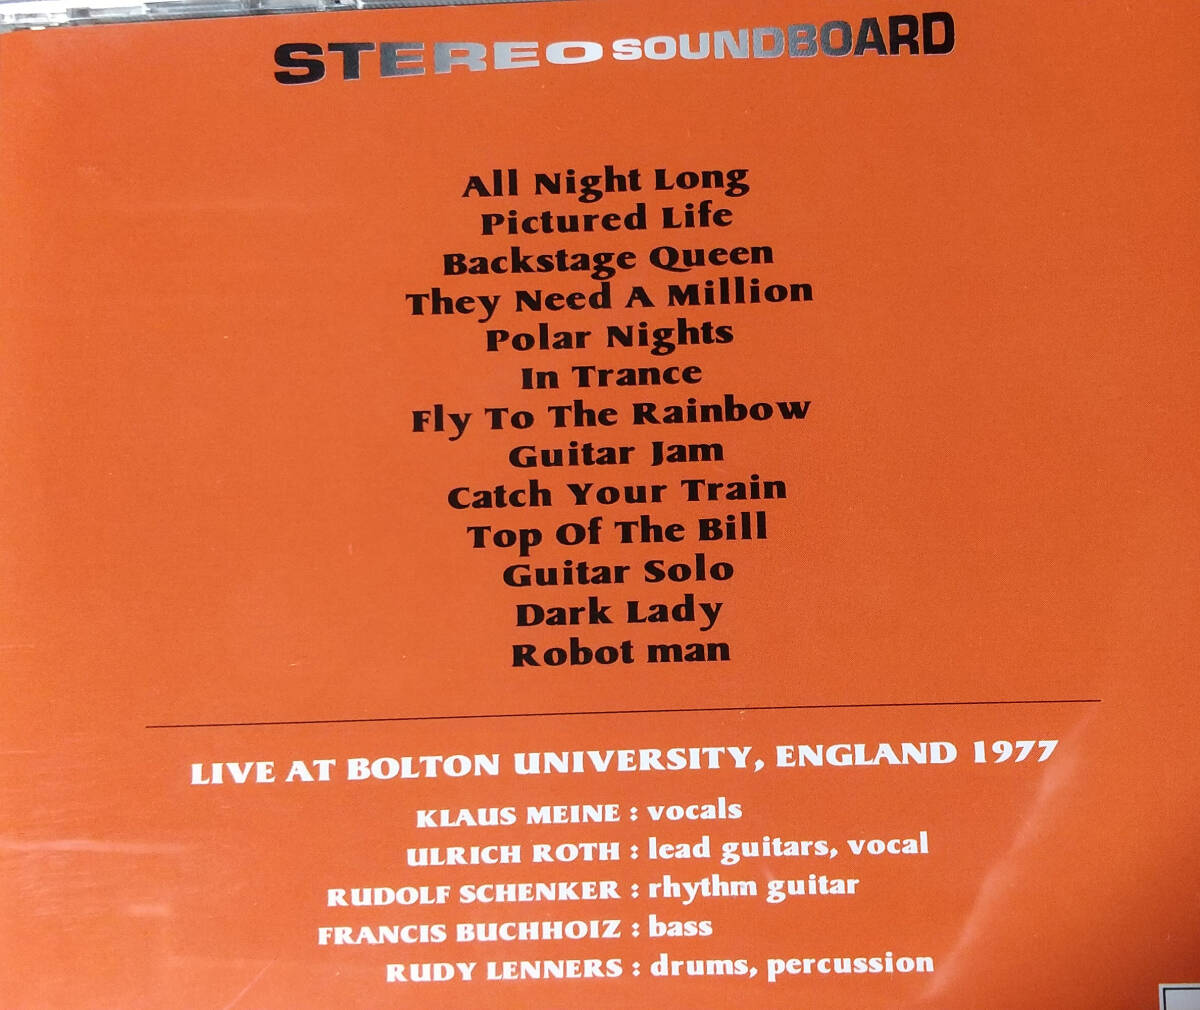 STEREO SOUNDBOARD
All Night Long
Pictured Life
Backstage Queen
They Need A Million
Polar Nights
In Trance
Fly To The Rainbow
Guitar Jam
Catch Your Train
Top Of The Bill
Guitar Solo
Dark Lady
Robot man
LIVE AT BOLTON UNIVERSITY, ENGLAND 1977
KLAUS MEINE : vocals
ULRICH ROTH : lead guitars, vocal
RUDOLF SCHENKER : rhythm guitar
FRANCIS BUCHHOIZ : bass
RUDY LENNERS : drums, percussion